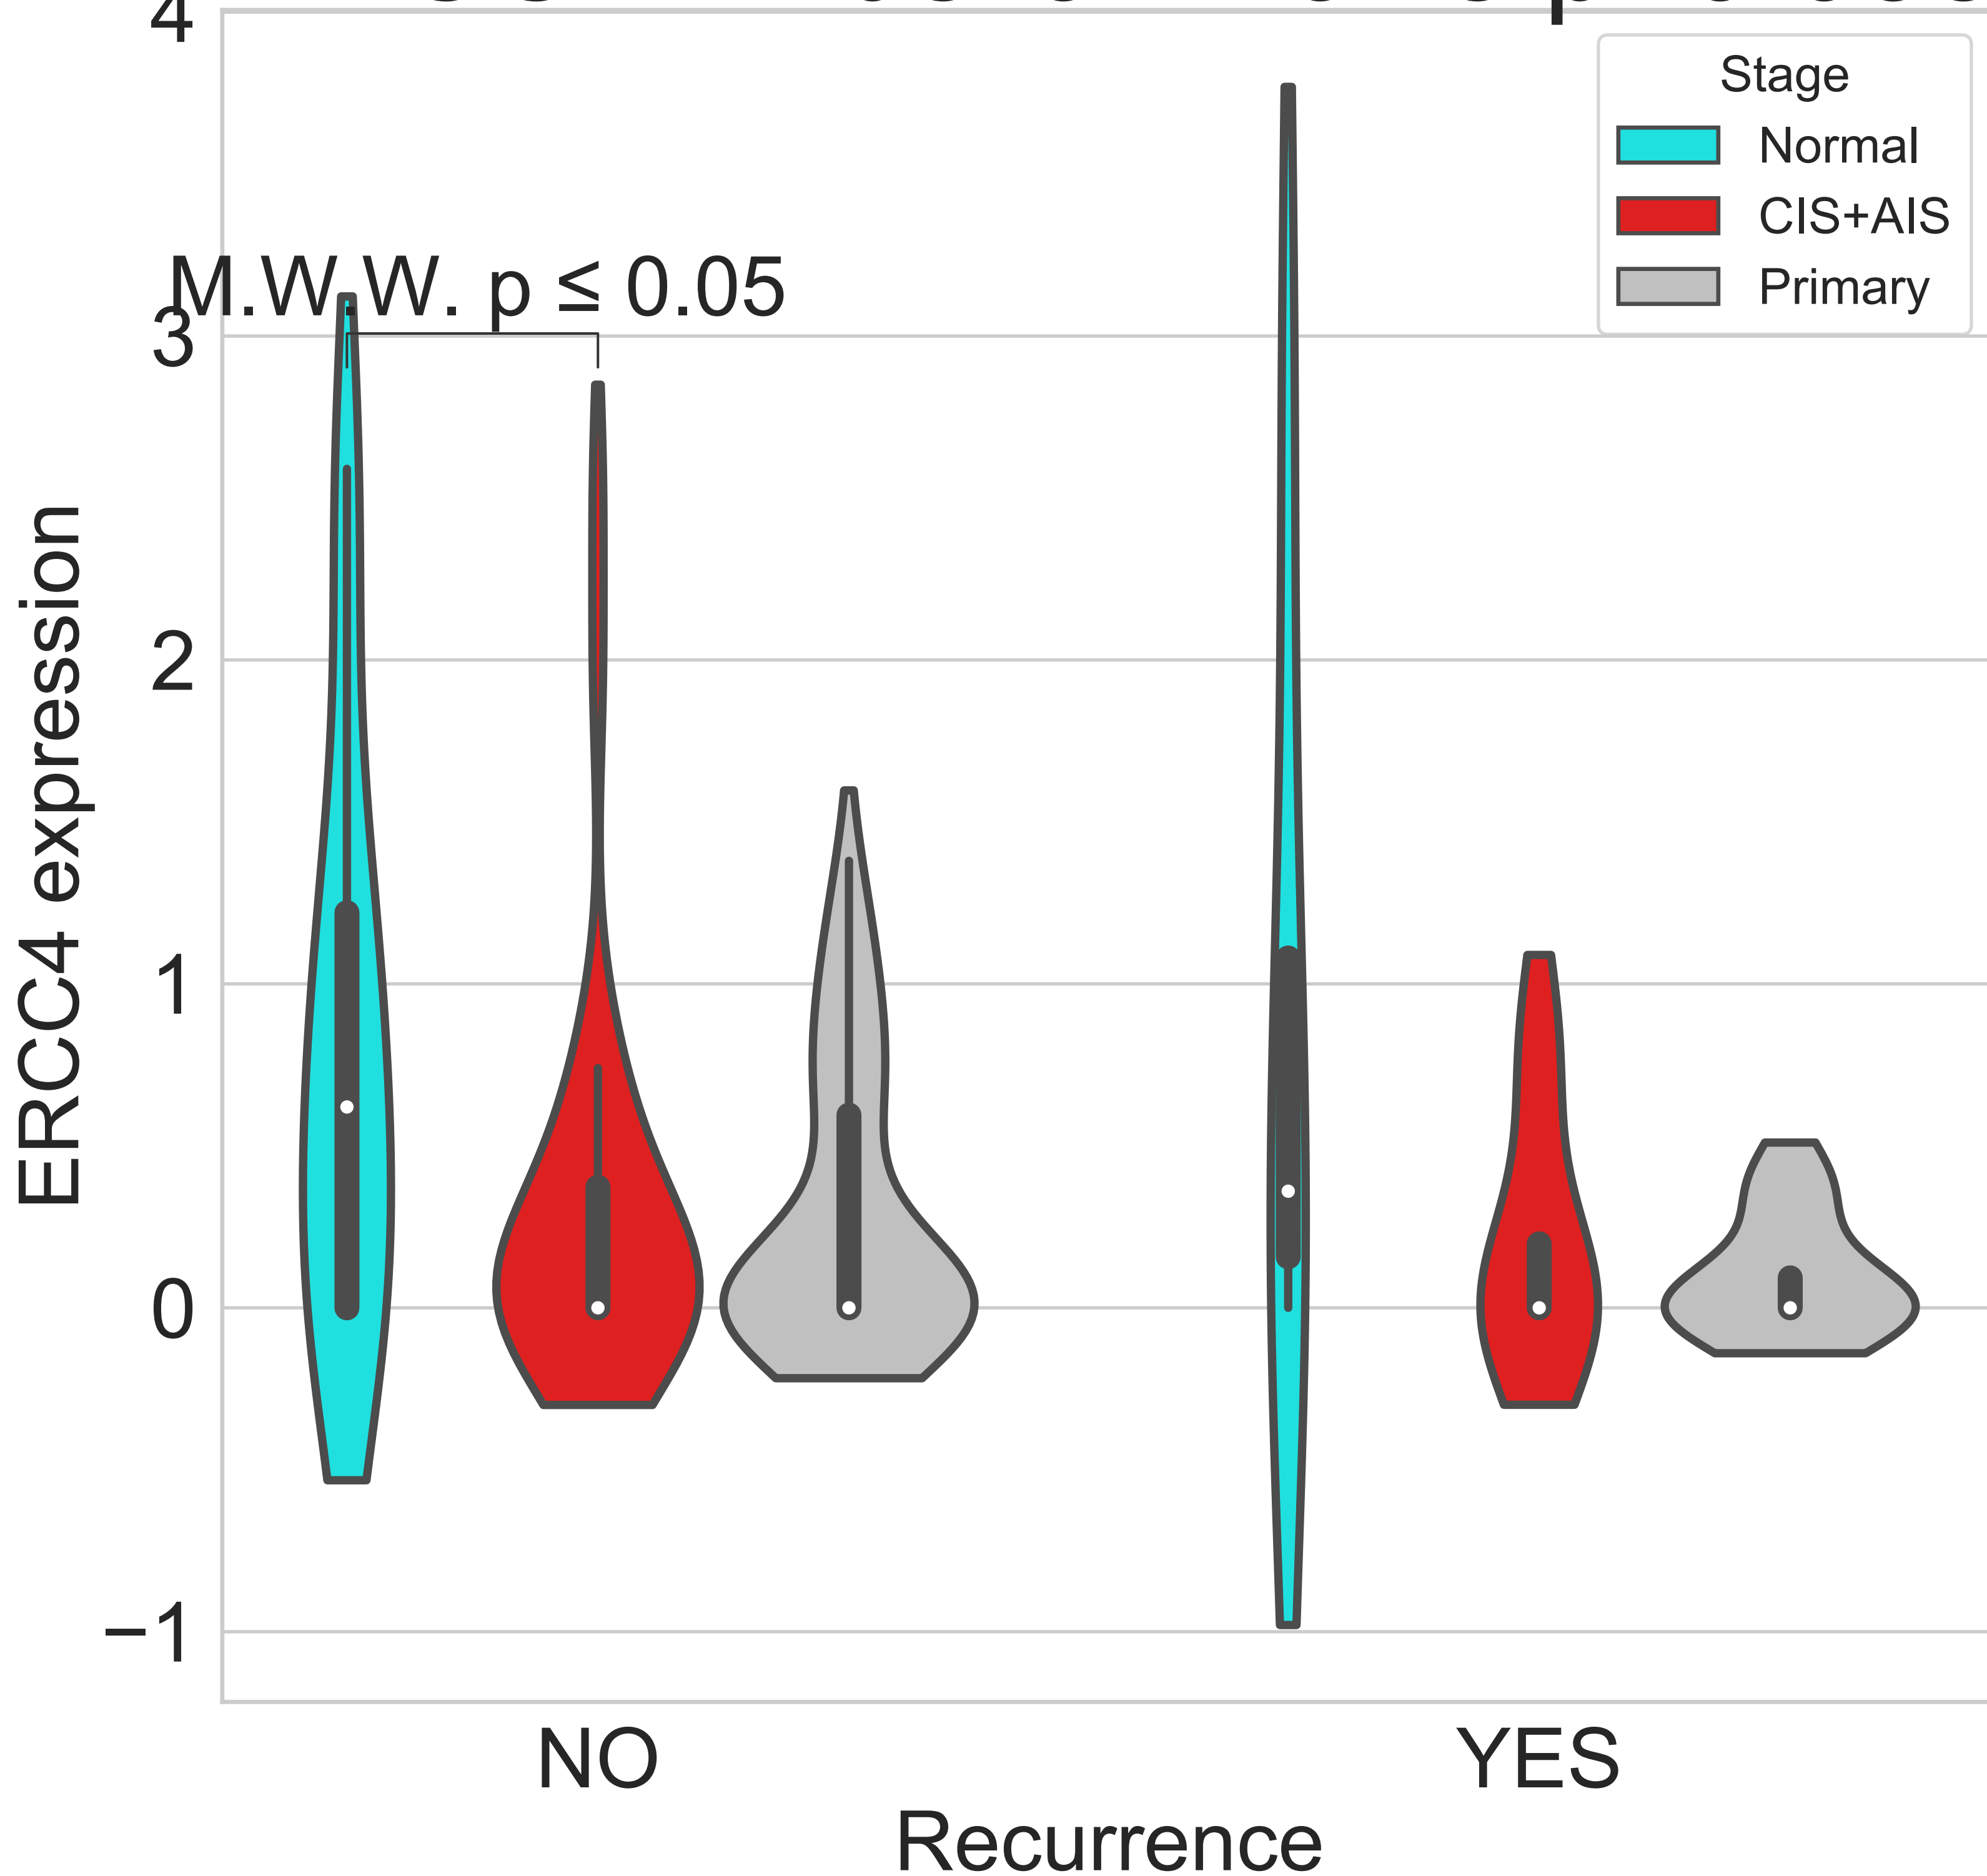 4
Stage
Normal
CIS+AIS
Primary
M.W.W. p ≤ 0.05
3
2
1
0
−1
ERCC4 expression
NO
YES
Recurrence